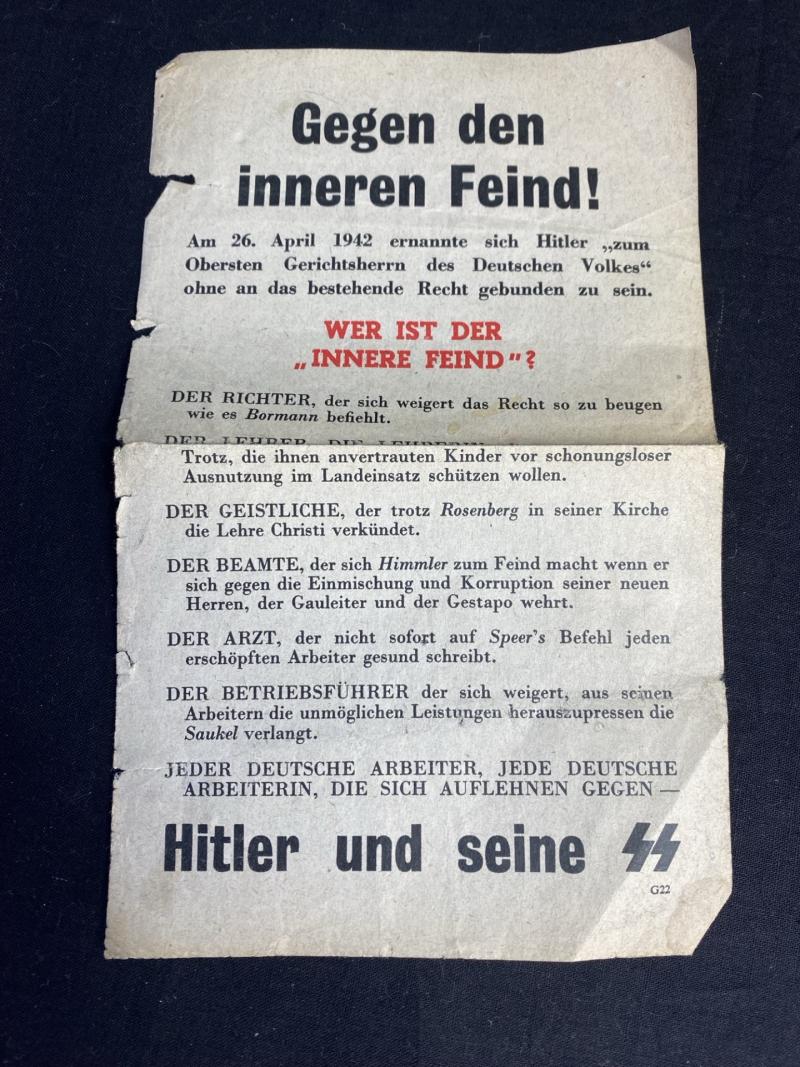 Gegen den
inneren Feind!
Am 26. April 1942 ernannte sich Hitler „zum
Obersten Gerichtsherrn des Deutschen Volkes“
ohne an das bestehende Recht gebunden zu sein.
WER IST DER
„INNERE FEIND”?
DER RICHTER, der sich weigert das Recht so zu beugen
wie es Bormann befiehlt.
DER LEHRER, DIE LEHRERIN
Trotz, die ihnen anvertrauten Kinder vor schonungsloser
Ausnutzung im Landeinsatz schützen wollen.
DER GEISTLICHE, der trotz Rosenberg in seiner Kirche
die Lehre Christi verkündet.
DER BEAMTE, der sich Himmler zum Feind macht wenn er
sich gegen die Einmischung und Korruption seiner neuen
Herren, der Gauleiter und der Gestapo wehrt.
DER ARZT, der nicht sofort auf Speer's Befehl jeden
erschöpften Arbeiter gesund schreibt.
DER BETRIEBSFÜHRER der sich weigert, aus seinen
Arbeitern die unmöglichen Leistungen herauszupressen die
Saukel verlangt.
JEDER DEUTSCHE ARBEITER, JEDE DEUTSCHE
ARBEITERIN, DIE SICH AUFLEHNEN GEGEN —
Hitler und seine SS
G22